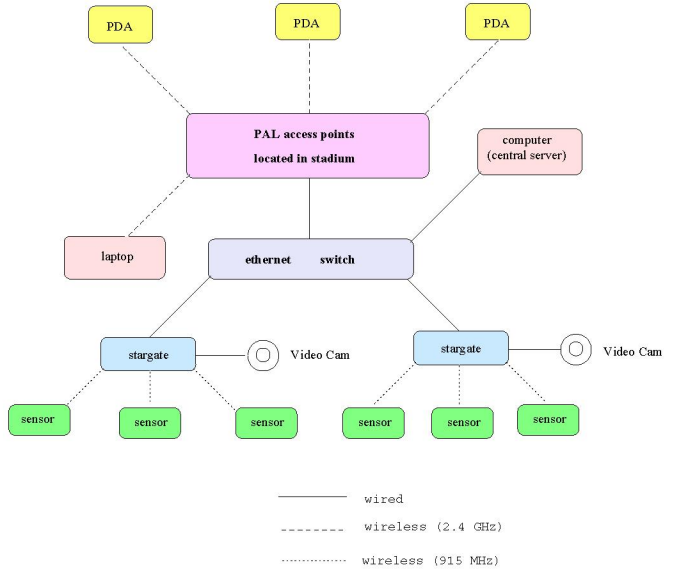 PDA
PDA
PDA
PAL access points
located in stadium
computer
(central server)
laptop
ethernet switch
stargate
Video Cam
stargate
Video Cam
sensor
sensor
sensor
sensor
sensor
sensor
wired
wireless (2.4 GHz)
wireless (915 MHz)